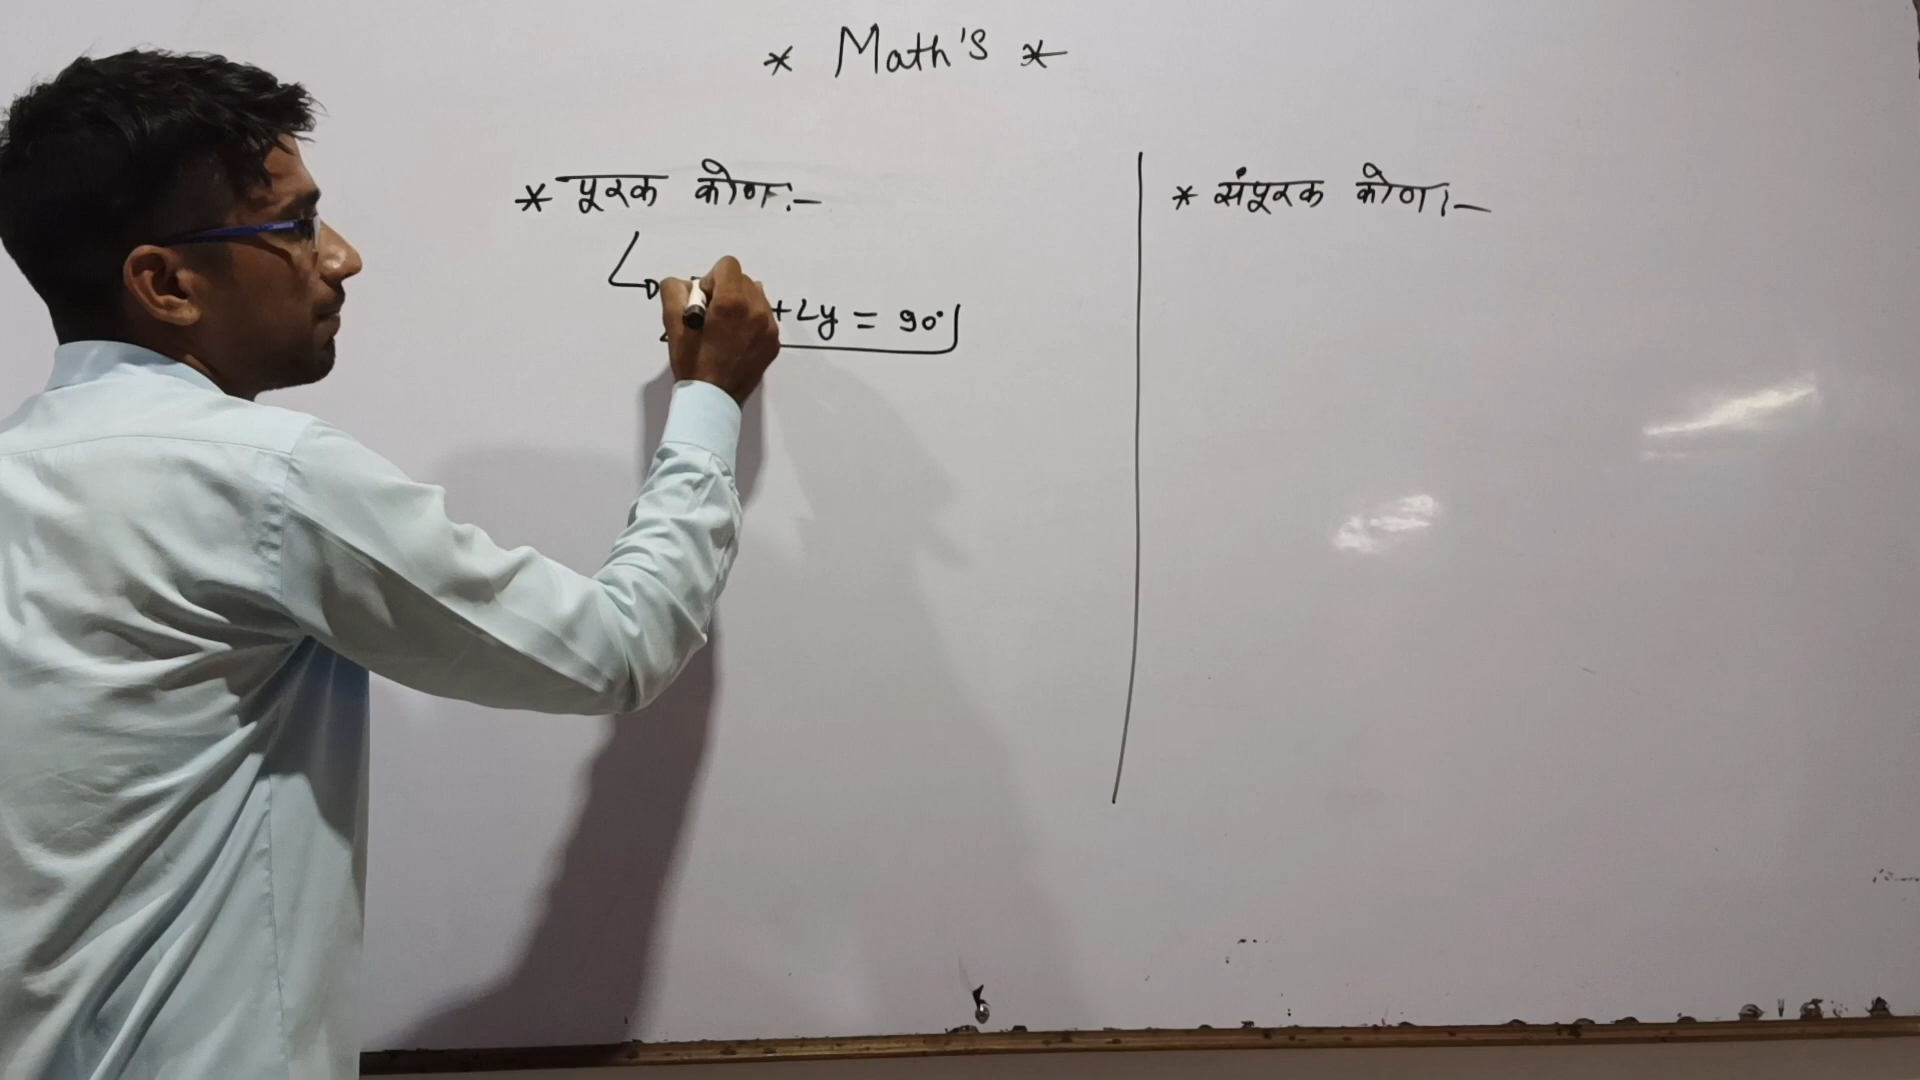 * Math's *
* पूरक कोण:-
+∠y = 90°
* संपूरक कोण:-